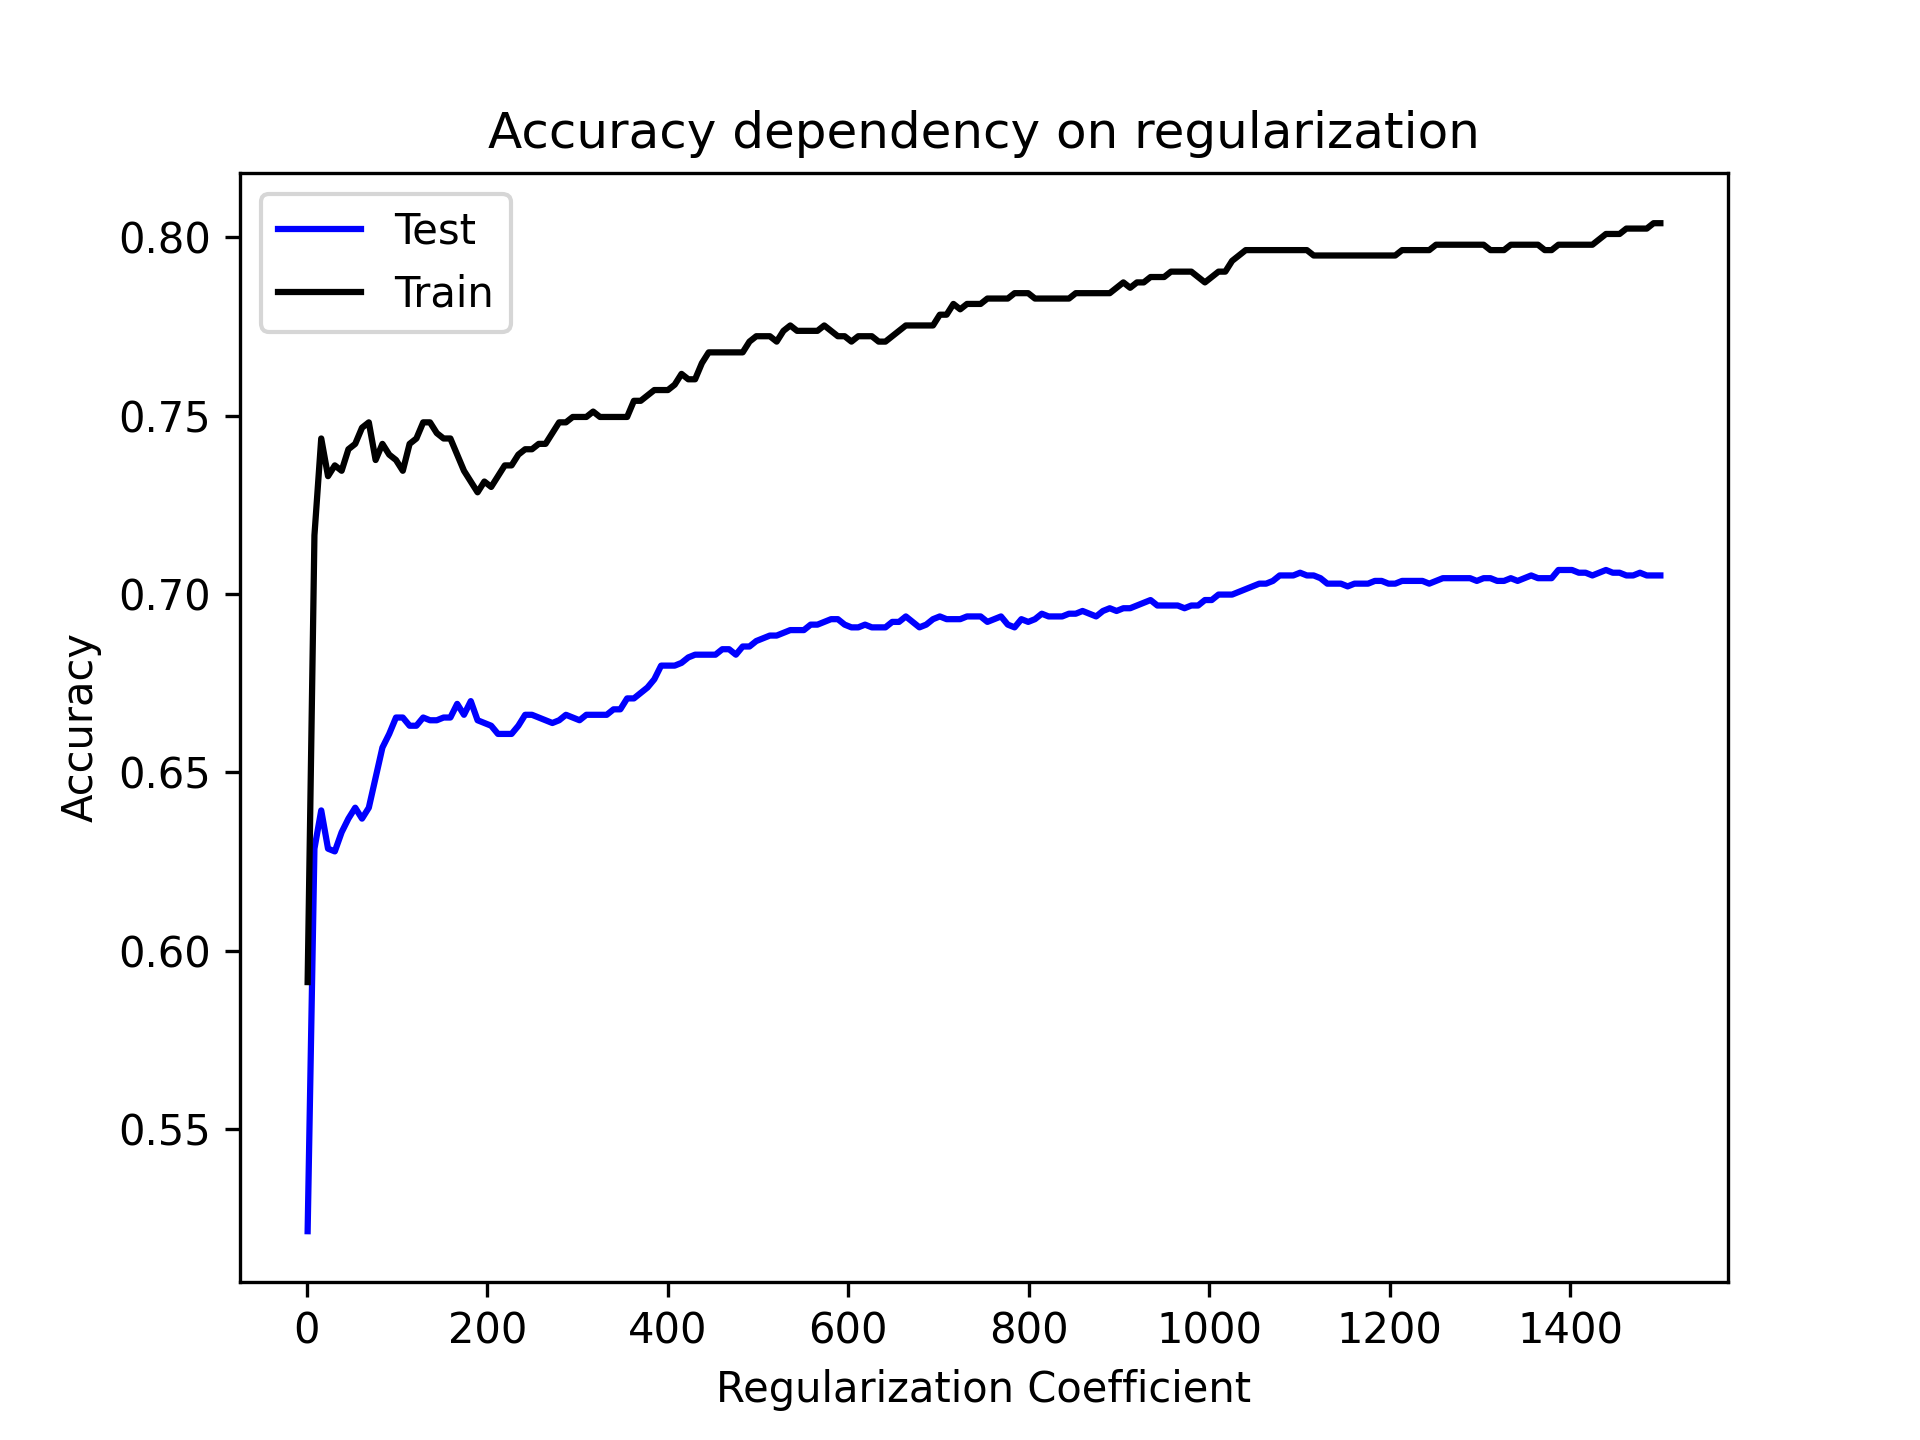 Accuracy dependency on regularization
Test
Train
0.80
0.75
0.70
0.65
0.60
0.55
Accuracy
0 200 400 600 800 1000 1200 1400
Regularization Coefficient